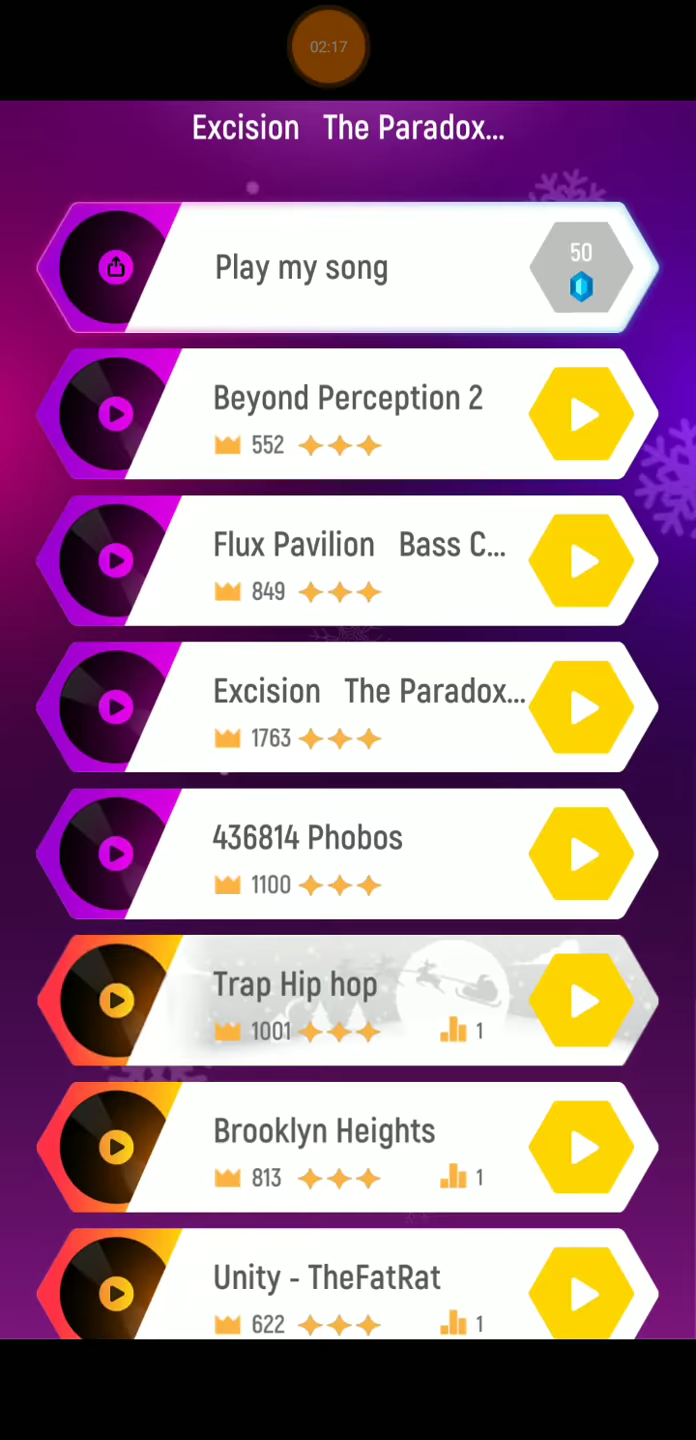 02:17
Excision The Paradox...
Play my song
50
Beyond Perception 2
552
Flux Pavilion Bass C...
849
Excision The Paradox...
1763
436814 Phobos
1100
Trap Hip hop
1001 1
Brooklyn Heights
813 1
Unity - TheFatRat
622 1